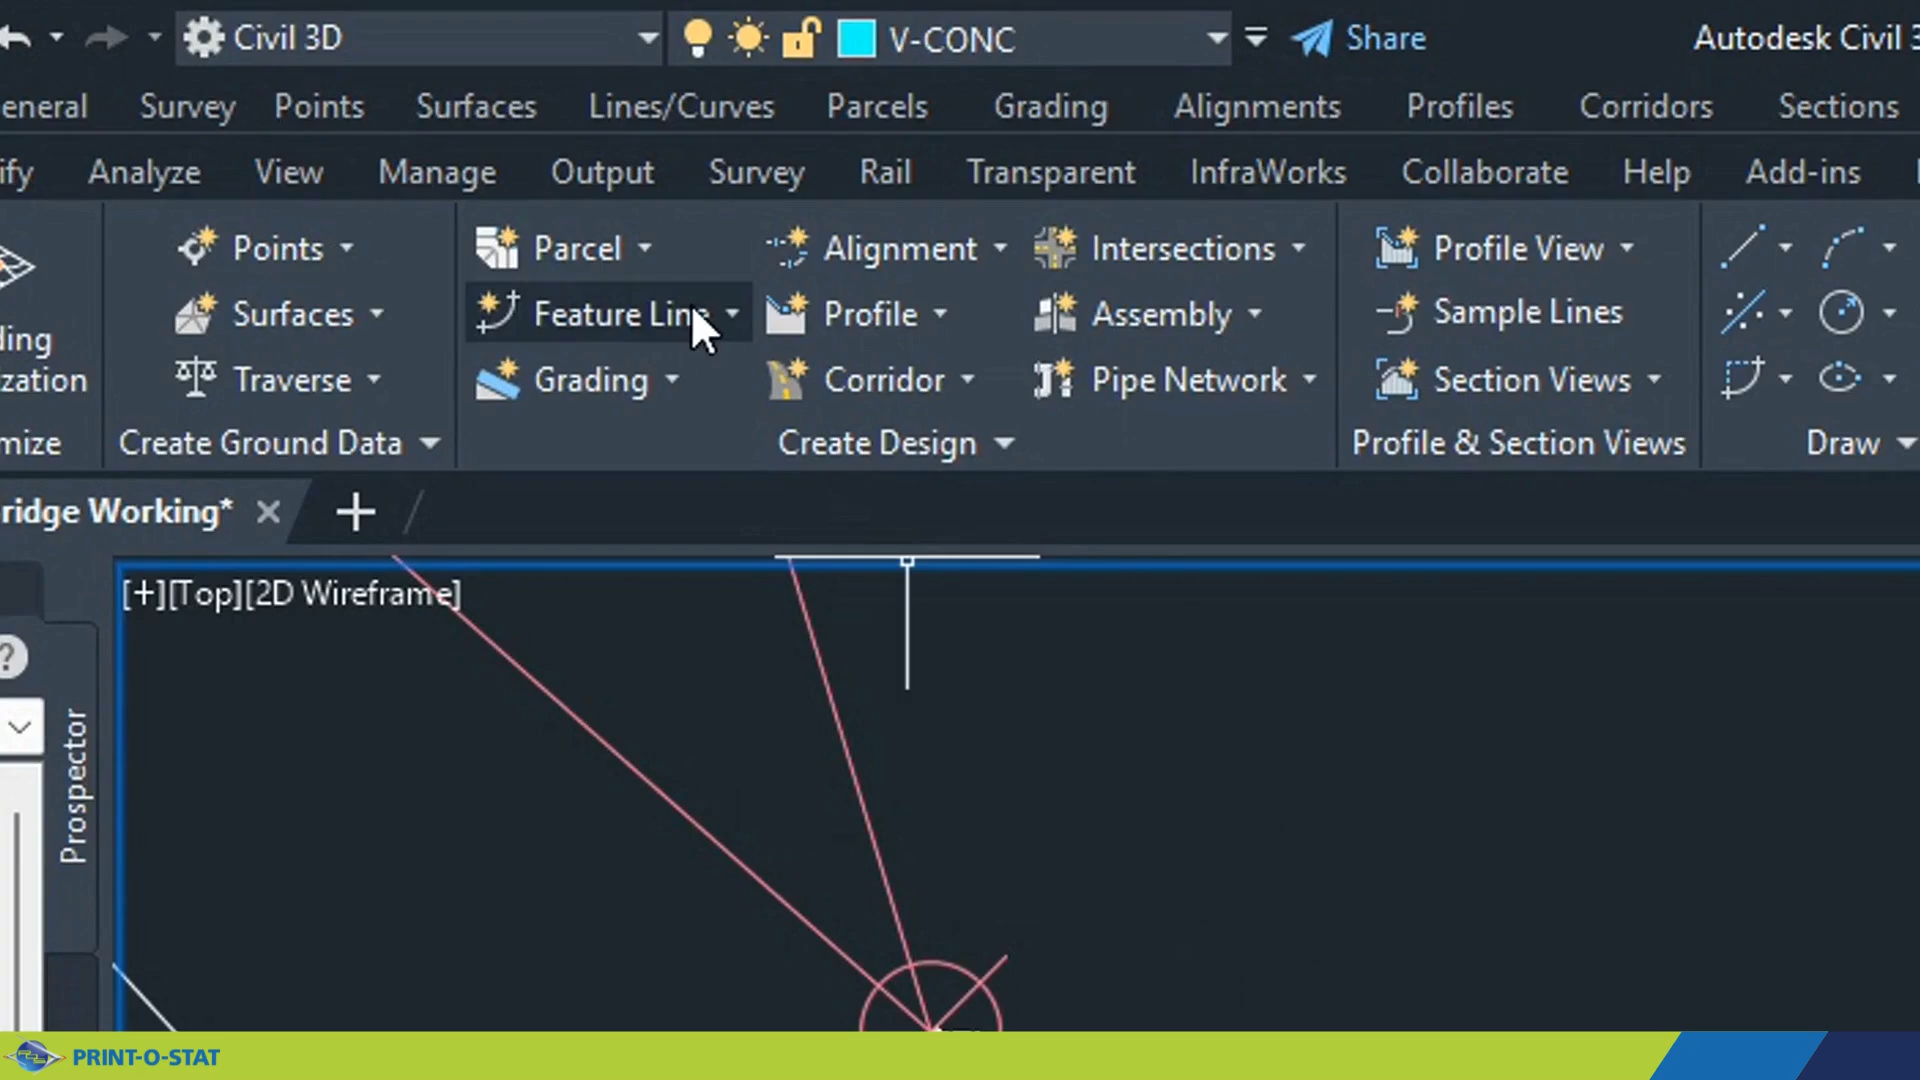 Civil 3D V-CONC Share Autodesk Civil 3
eneral Survey Points Surfaces Lines/Curves Parcels Grading Alignments Profiles Corridors Sections
ify Analyze View Manage Output Survey Rail Transparent InfraWorks Collaborate Help Add-ins
Points Parcel Alignment Intersections Profile View
Surfaces Feature Line Profile Assembly Sample Lines
ding
Traverse Grading Corridor Pipe Network Section Views
zation
mize Create Ground Data Create Design Profile & Section Views Draw
ridge Working*
[+][Top][2D Wireframe]
Prospector
PRINT-O-STAT